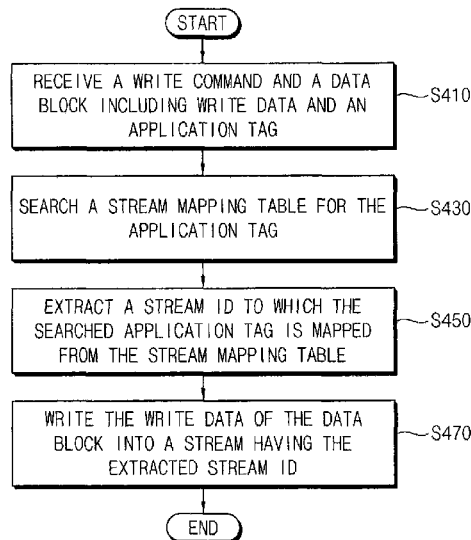 START
RECEIVE A WRITE COMMAND AND A DATA
BLOCK INCLUDING WRITE DATA AND AN
APPLICATION TAG
S410
SEARCH A STREAM MAPPING TABLE FOR THE
APPLICATION TAG
S430
EXTRACT A STREAM ID TO WHICH THE
SEARCHED APPLICATION TAG IS MAPPED
FROM THE STREAM MAPPING TABLE
S450
WRITE THE WRITE DATA OF THE DATA
BLOCK INTO A STREAM HAVING THE
EXTRACTED STREAM ID
S470
END